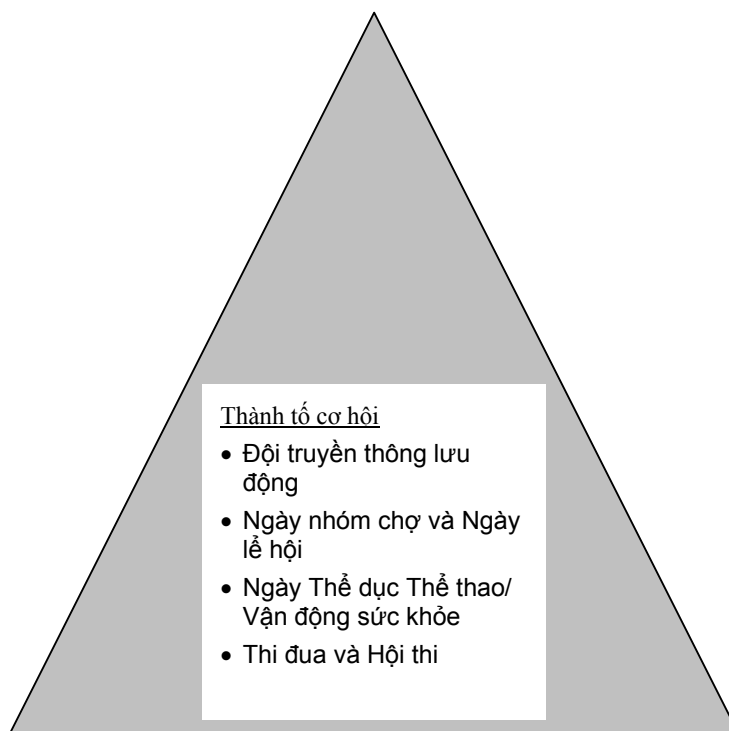 Thành tố cơ hội
• Đội truyền thông lưu
động
• Ngày nhóm chợ và Ngày
lể hội
• Ngày Thể dục Thể thao/
Vận động sức khỏe
• Thi đua và Hội thi